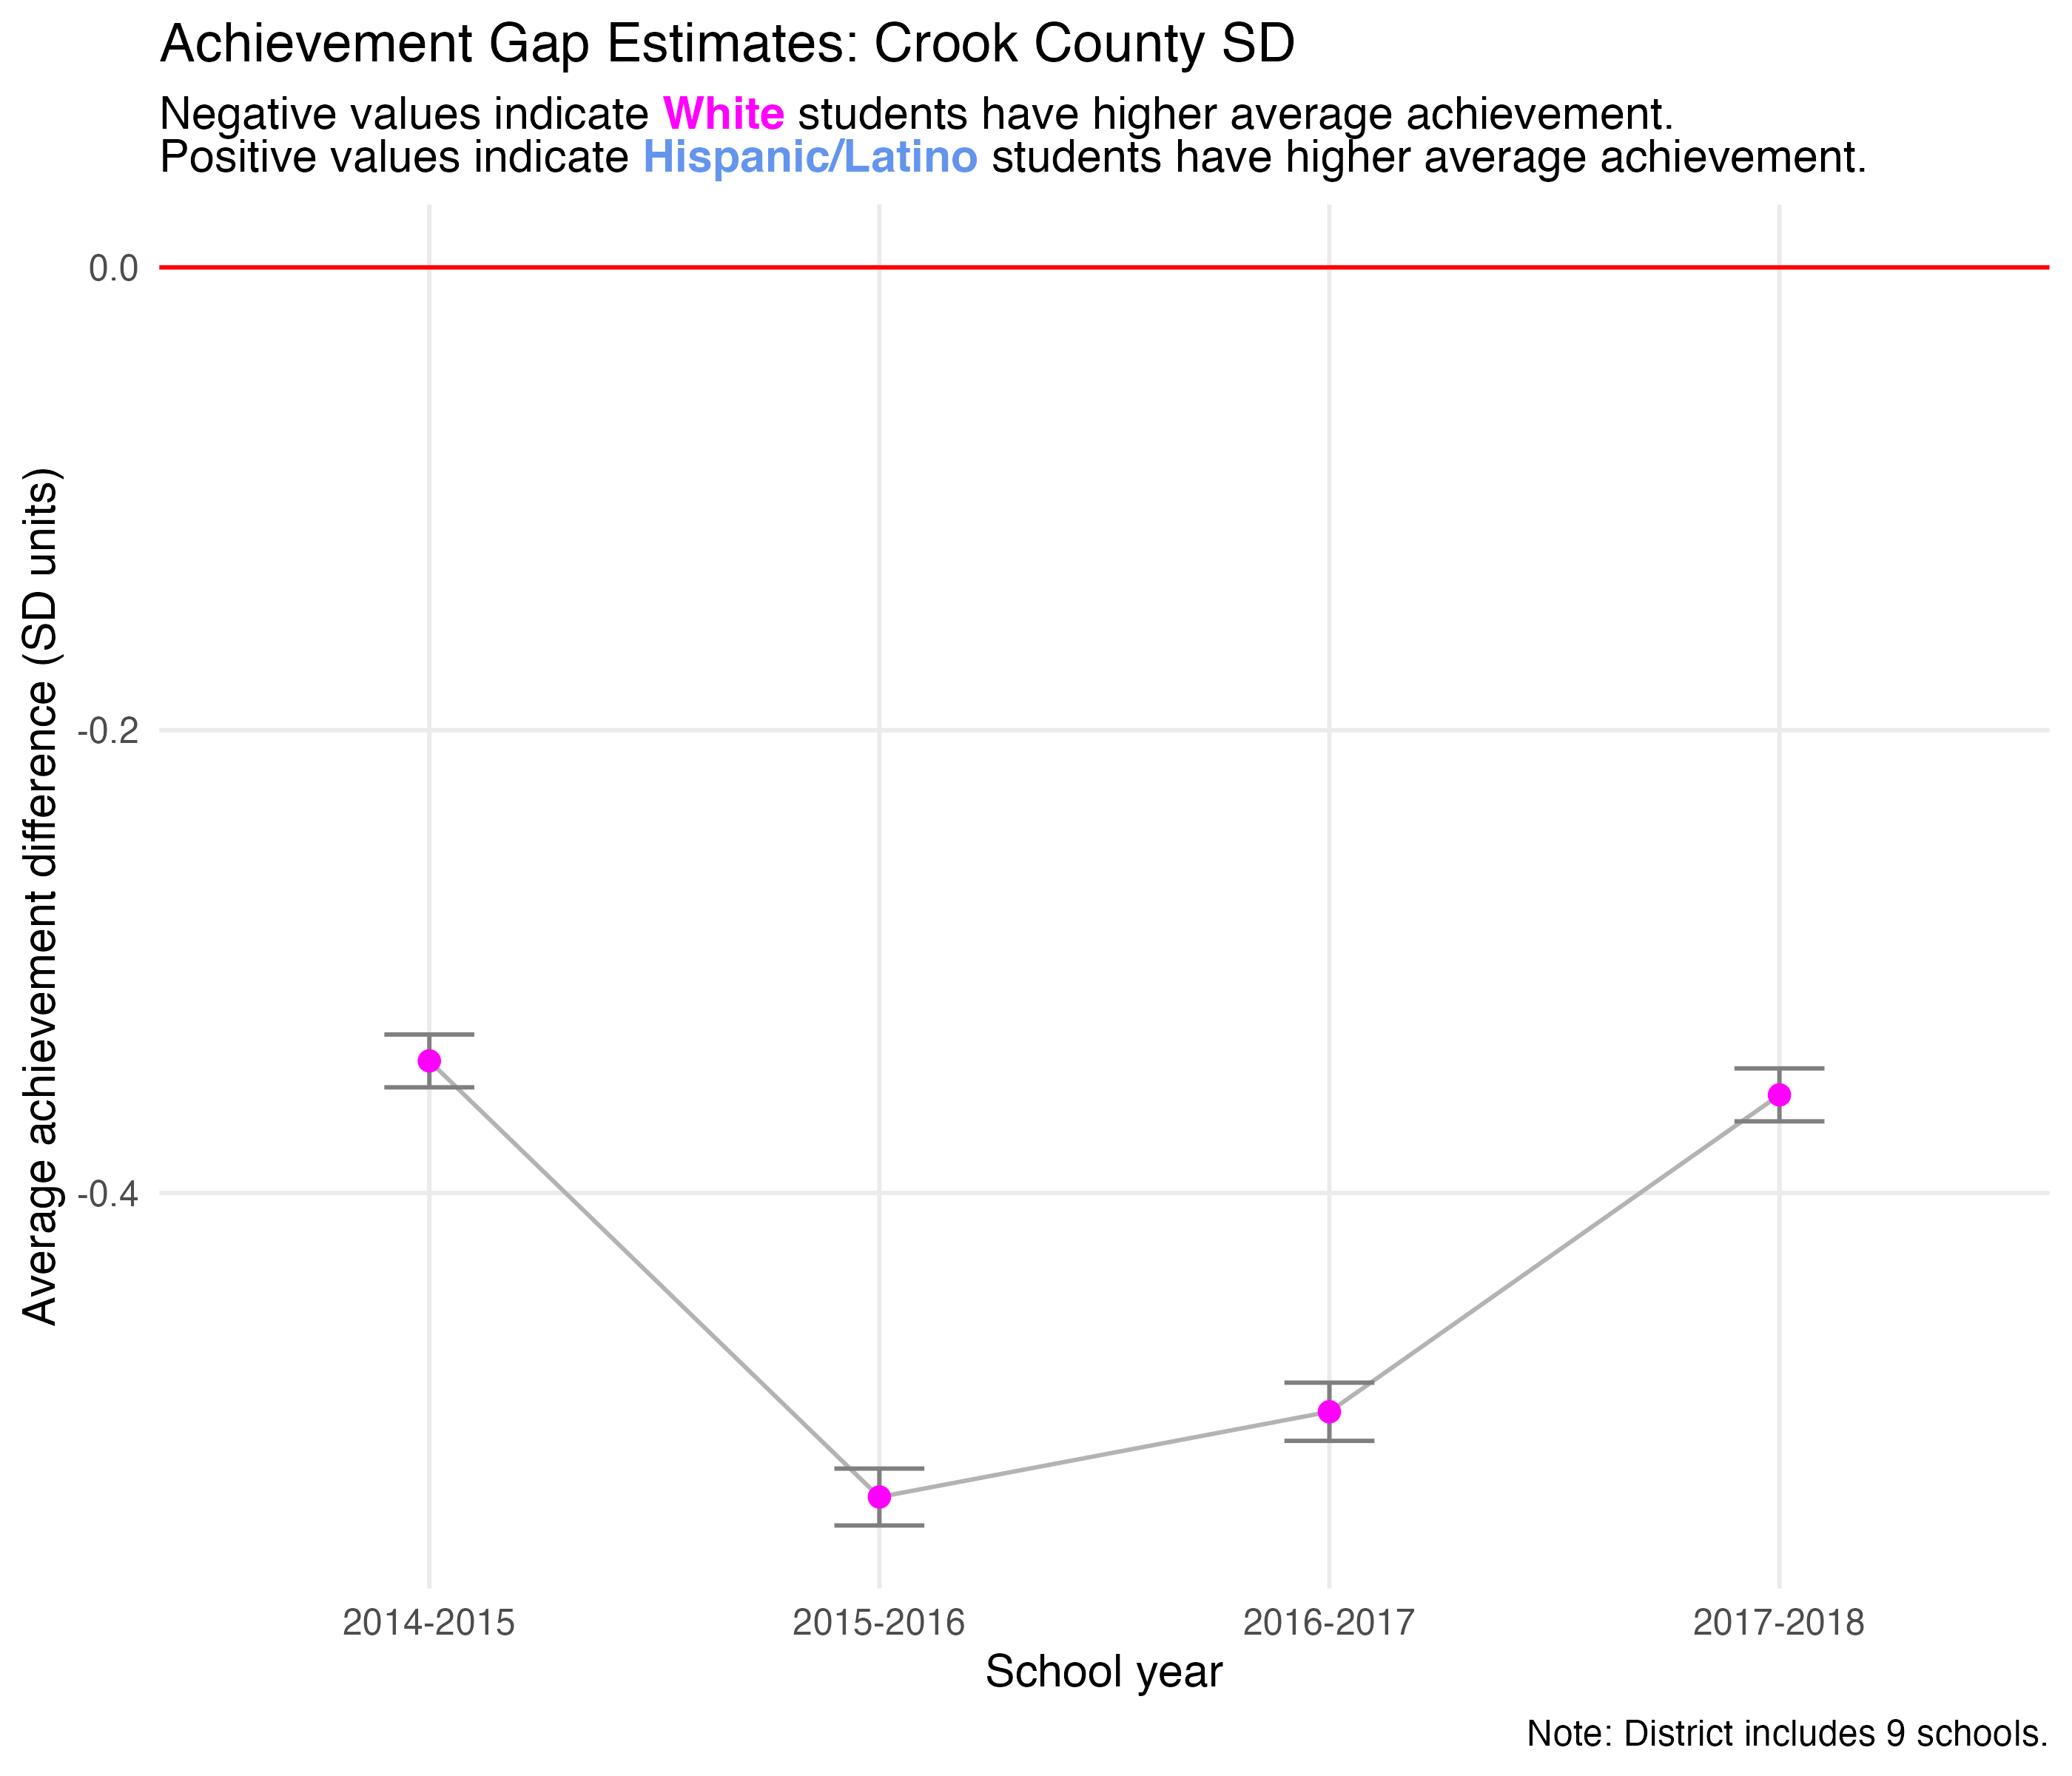 Achievement Gap Estimates: Crook County SD
Negative values indicate White students have higher average achievement.
Positive values indicate Hispanic/Latino students have higher average achievement.
Average achievement difference (SD units)
0.0
-0.2
-0.4
2014-2015 2015-2016 2016-2017 2017-2018
School year
Note: District includes 9 schools.